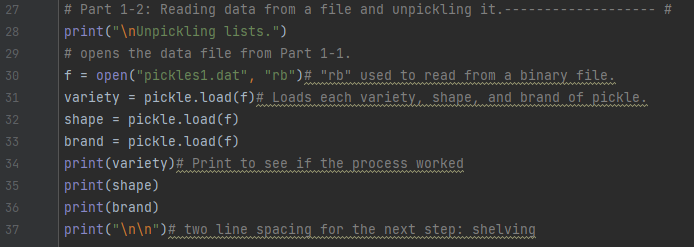 27 # Part 1-2: Reading data from a file and unpickling it.------------------- #
28 print("\nUnpickling lists.")
29 # opens the data file from Part 1-1.
30 f = open("pickles1.dat", "rb")# "rb" used to read from a binary file.
31 variety = pickle.load(f)# Loads each variety, shape, and brand of pickle.
32 shape = pickle.load(f)
33 brand = pickle.load(f)
34 print(variety)# Print to see if the process worked
35 print(shape)
36 print(brand)
37 print("\n\n")# two line spacing for the next step: shelving